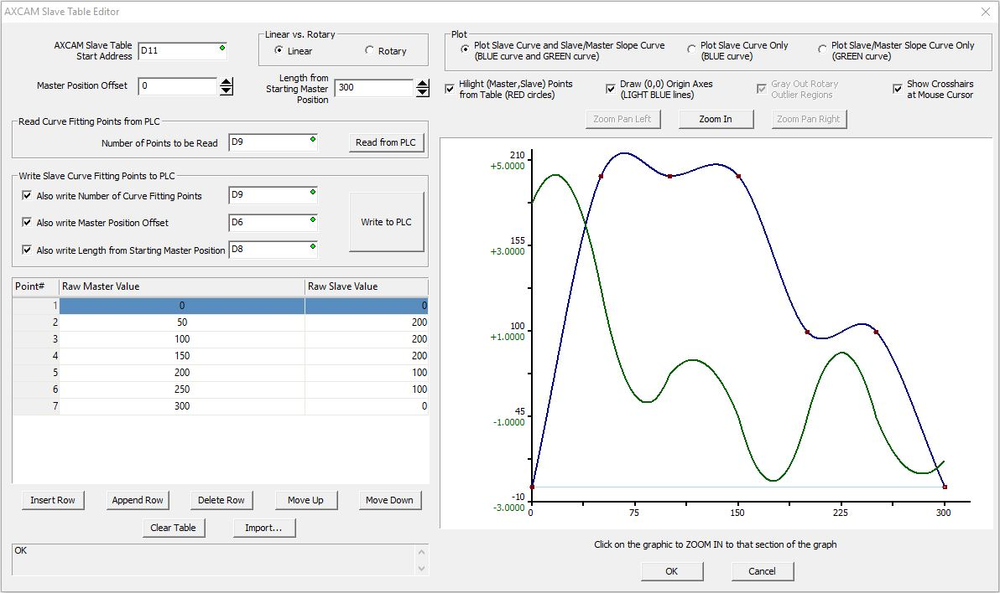 AXCAM Slave Table Editor
AXCAM Slave Table
Start Address
D11
Master Position Offset
0
Linear vs. Rotary
Linear
Rotary
Length from
Starting Master
Position
300
Read Curve Fitting Points from PLC
Number of Points to be Read
D9
Read from PLC
Write Slave Curve Fitting Points to PLC
Also write Number of Curve Fitting Points
D9
Also write Master Position Offset
D6
Also write Length from Starting Master Position
D8
Write to PLC
Point# Raw Master Value Raw Slave Value
1 0 0
2 50 200
3 100 200
4 150 200
5 200 100
6 250 100
7 300 0
Insert Row
Append Row
Delete Row
Move Up
Move Down
Clear Table
Import...
OK
Plot
Plot Slave Curve and Slave/Master Slope Curve
(BLUE curve and GREEN curve)
Plot Slave Curve Only
(BLUE curve)
Plot Slave/Master Slope Curve Only
(GREEN curve)
Hilight (Master,Slave) Points
from Table (RED circles)
Draw (0,0) Origin Axes
(LIGHT BLUE lines)
Gray Out Rotary
Outlier Regions
Show Crosshairs
at Mouse Cursor
Zoom Pan Left
Zoom In
Zoom Pan Right
210
+5.0000
155
+3.0000
100
+1.0000
45
-1.0000
-10
-3.0000
0 75 150 225 300
Click on the graphic to ZOOM IN to that section of the graph
OK
Cancel